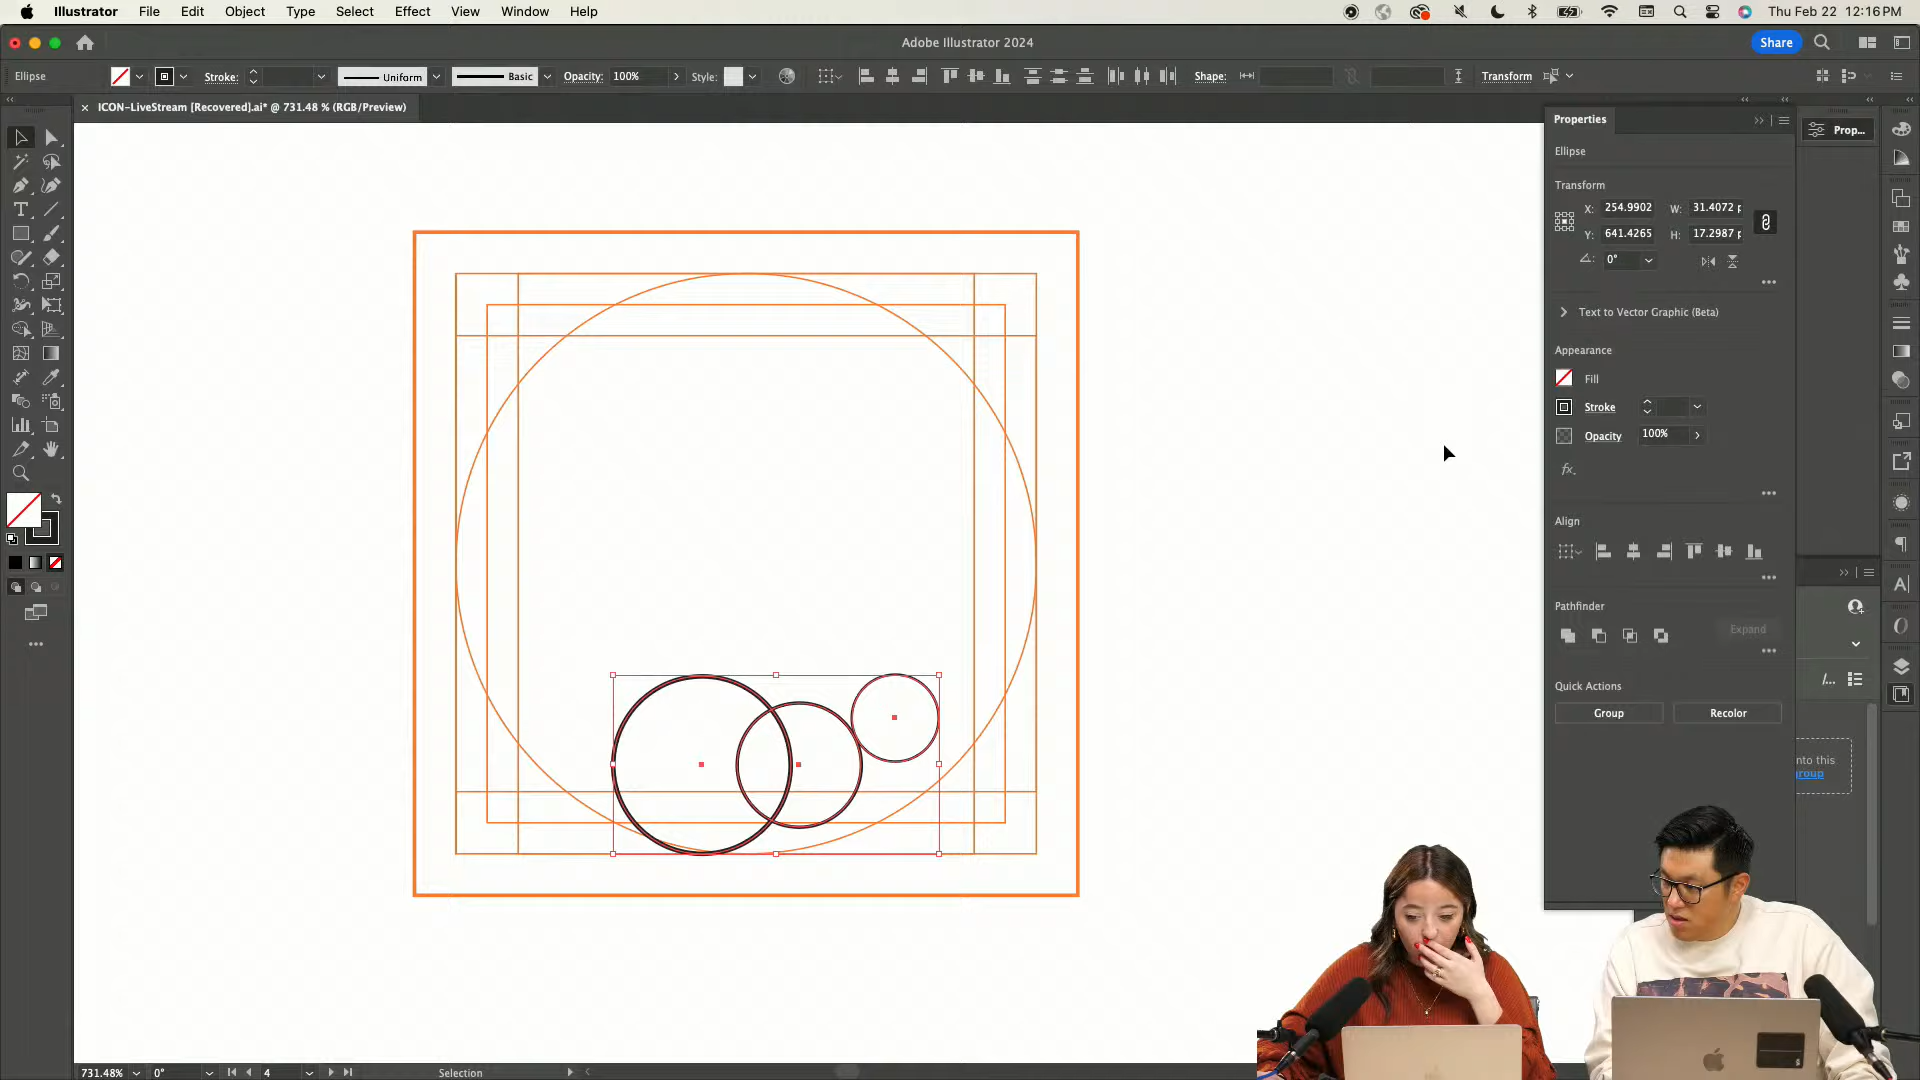 Illustrator File Edit Object Type Select Effect View Window Help Thu Feb 22 12:16 PM
Adobe Illustrator 2024 Share
Ellipse Stroke: Uniform Basic Opacity: 100% Style: Shape: Transform
× ICON-LiveStream [Recovered].ai* @ 731.48 % (RGB/Preview)
Properties
Prop...
Ellipse
Transform
X: 254.9902 W: 31.4072 p
Y: 641.4265 H: 17.2987 p
0°
Text to Vector Graphic (Beta)
Appearance
Fill
Stroke
Opacity 100%
fx.
Align
Pathfinder
Expand
Quick Actions
Group Recolor
/...
nto this
group
731.48% 0° 4 Selection